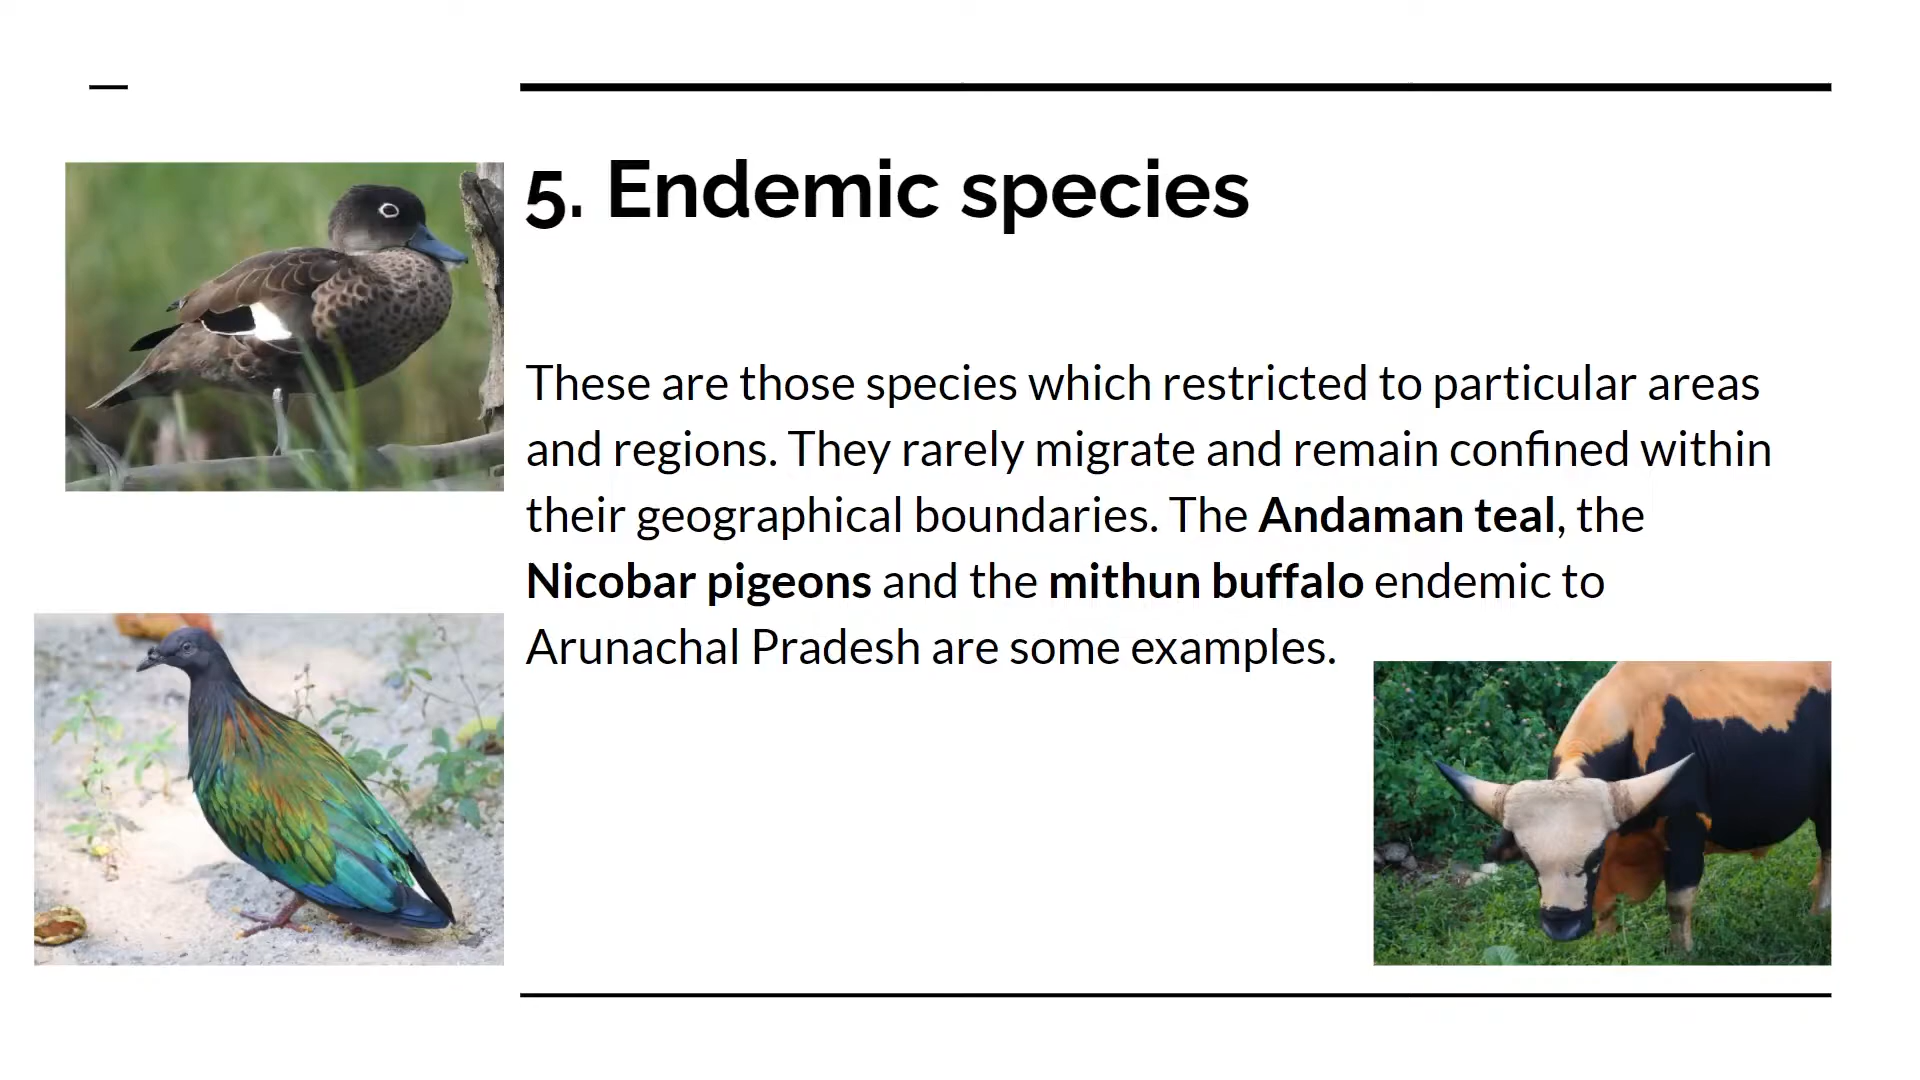 5. Endemic species
These are those species which restricted to particular areas
and regions. They rarely migrate and remain confined within
their geographical boundaries. The Andaman teal, the
Nicobar pigeons and the mithun buffalo endemic to
Arunachal Pradesh are some examples.